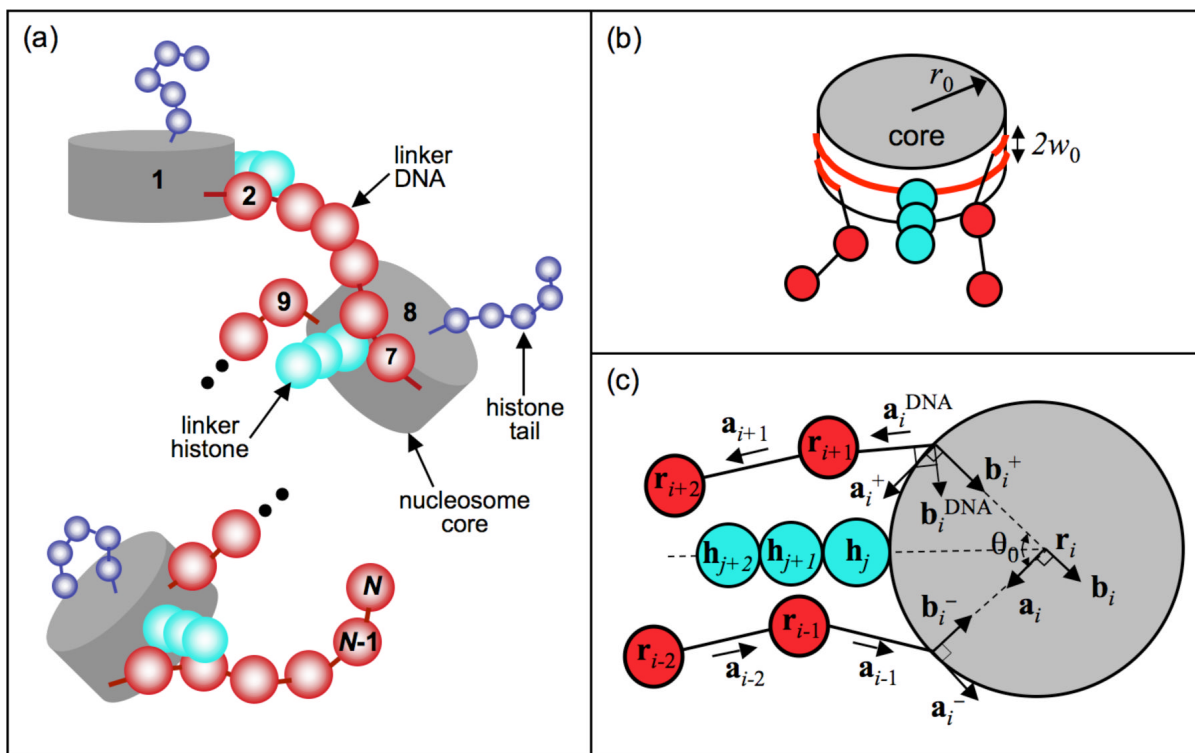 (a)
1
2
linker
DNA
9
8
7
linker
histone
histone
tail
nucleosome
core
N
N-1
(b)
r₀
core
2w₀
(c)
aᵢᴰᴺᴬ
aᵢ₊₁
rᵢ₊₁
rᵢ₊₂
aᵢ⁺
bᵢ⁺
bᵢᴰᴺᴬ
hⱼ₊₂ hⱼ₊₁ hⱼ
θ₀
rᵢ
bᵢ
aᵢ
bᵢ⁻
rᵢ₋₁
rᵢ₋₂
aᵢ₋₂
aᵢ₋₁
aᵢ⁻